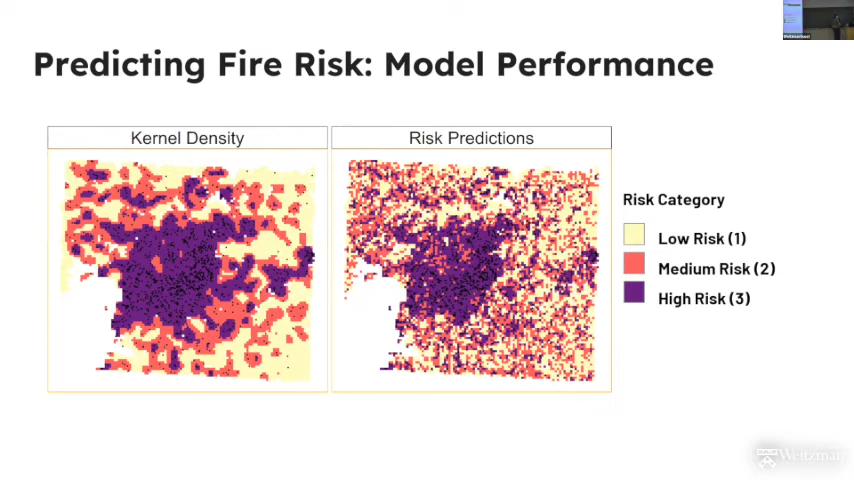 Predicting Fire Risk: Model Performance
Kernel Density
Risk Predictions
Risk Category
Low Risk (1)
Medium Risk (2)
High Risk (3)
Weitzman